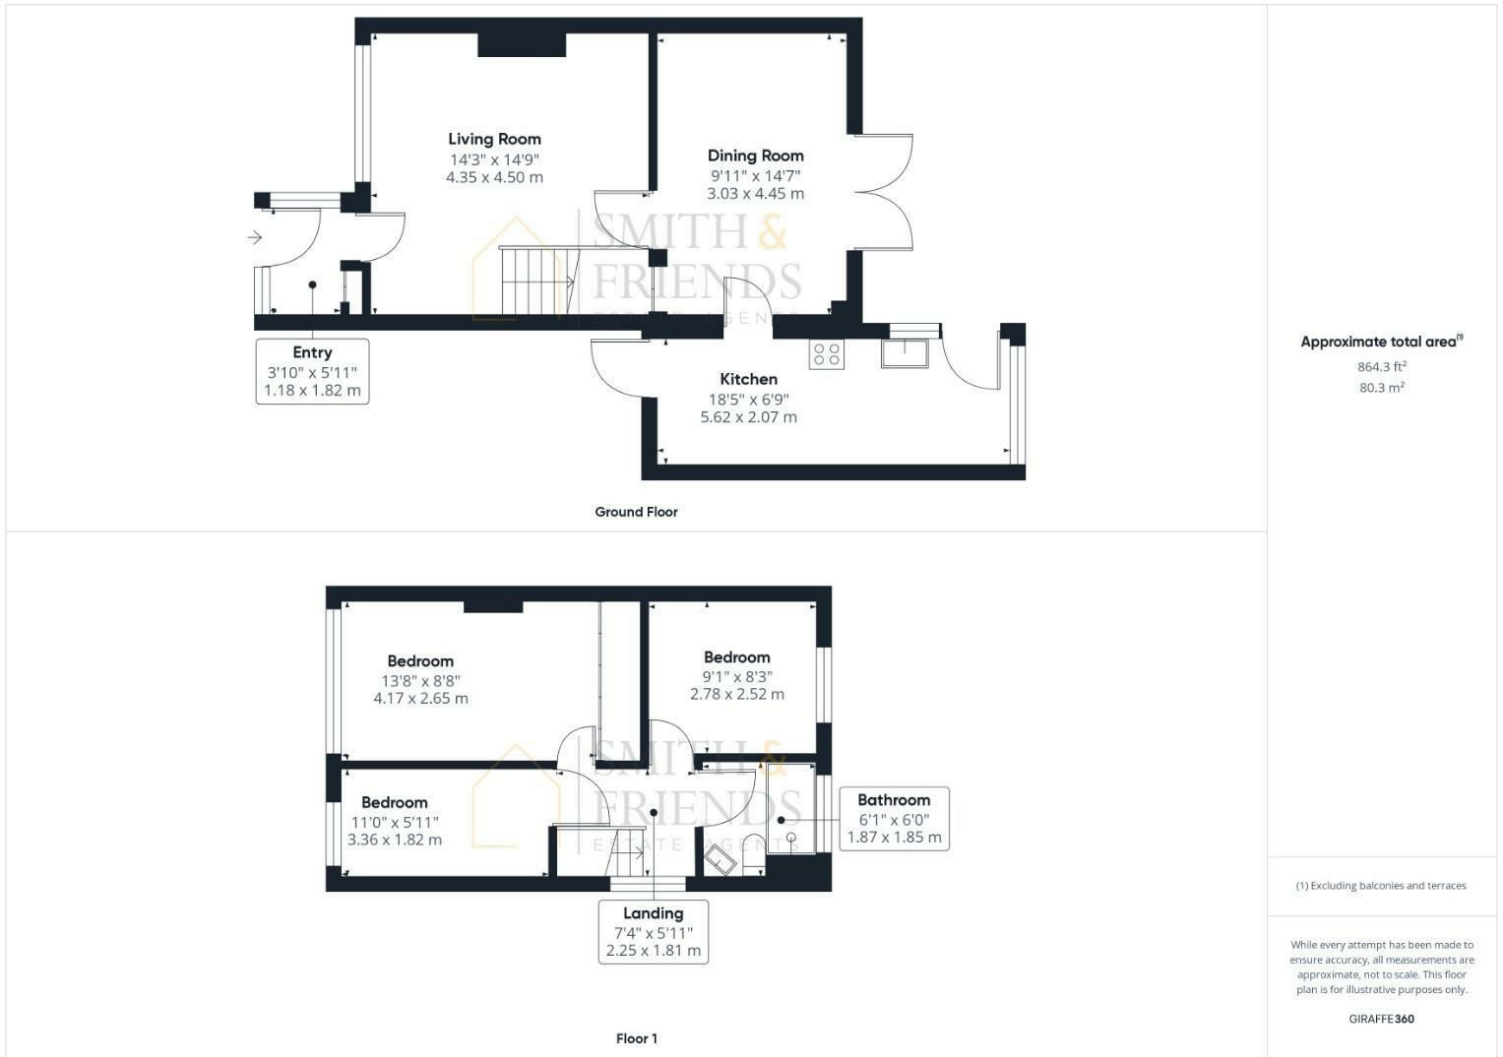 Living Room
14'3" x 14'9"
4.35 x 4.50 m
Dining Room
9'11" x 14'7"
3.03 x 4.45 m
SMITH &
FRIENDS
ESTATE AGENTS
Entry
3'10" x 5'11"
1.18 x 1.82 m
Kitchen
18'5" x 6'9"
5.62 x 2.07 m
Ground Floor
Approximate total area(1)
864.3 ft²
80.3 m²
Bedroom
13'8" x 8'8"
4.17 x 2.65 m
Bedroom
9'1" x 8'3"
2.78 x 2.52 m
SMITH &
FRIENDS
ESTATE AGENTS
Bedroom
11'0" x 5'11"
3.36 x 1.82 m
Bathroom
6'1" x 6'0"
1.87 x 1.85 m
Landing
7'4" x 5'11"
2.25 x 1.81 m
Floor 1
(1) Excluding balconies and terraces
While every attempt has been made to
ensure accuracy, all measurements are
approximate, not to scale. This floor
plan is for illustrative purposes only.
GIRAFFE360